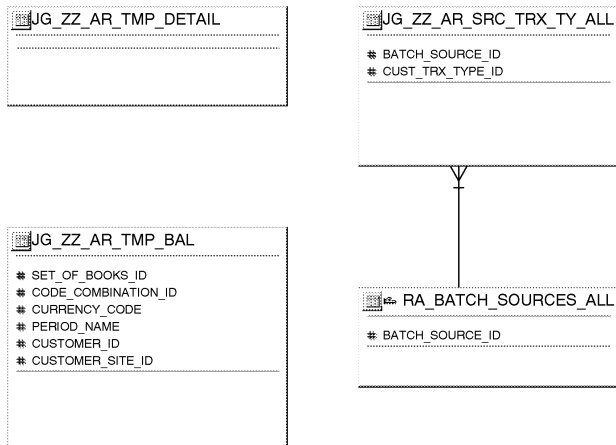 JG_ZZ_AR_TMP_DETAIL
JG_ZZ_AR_SRC_TRX_TY_ALL
# BATCH_SOURCE_ID
# CUST_TRX_TYPE_ID
JG_ZZ_AR_TMP_BAL
# SET_OF_BOOKS_ID
# CODE_COMBINATION_ID
# CURRENCY_CODE
# PERIOD_NAME
# CUSTOMER_ID
# CUSTOMER_SITE_ID
RA_BATCH_SOURCES_ALL
# BATCH_SOURCE_ID